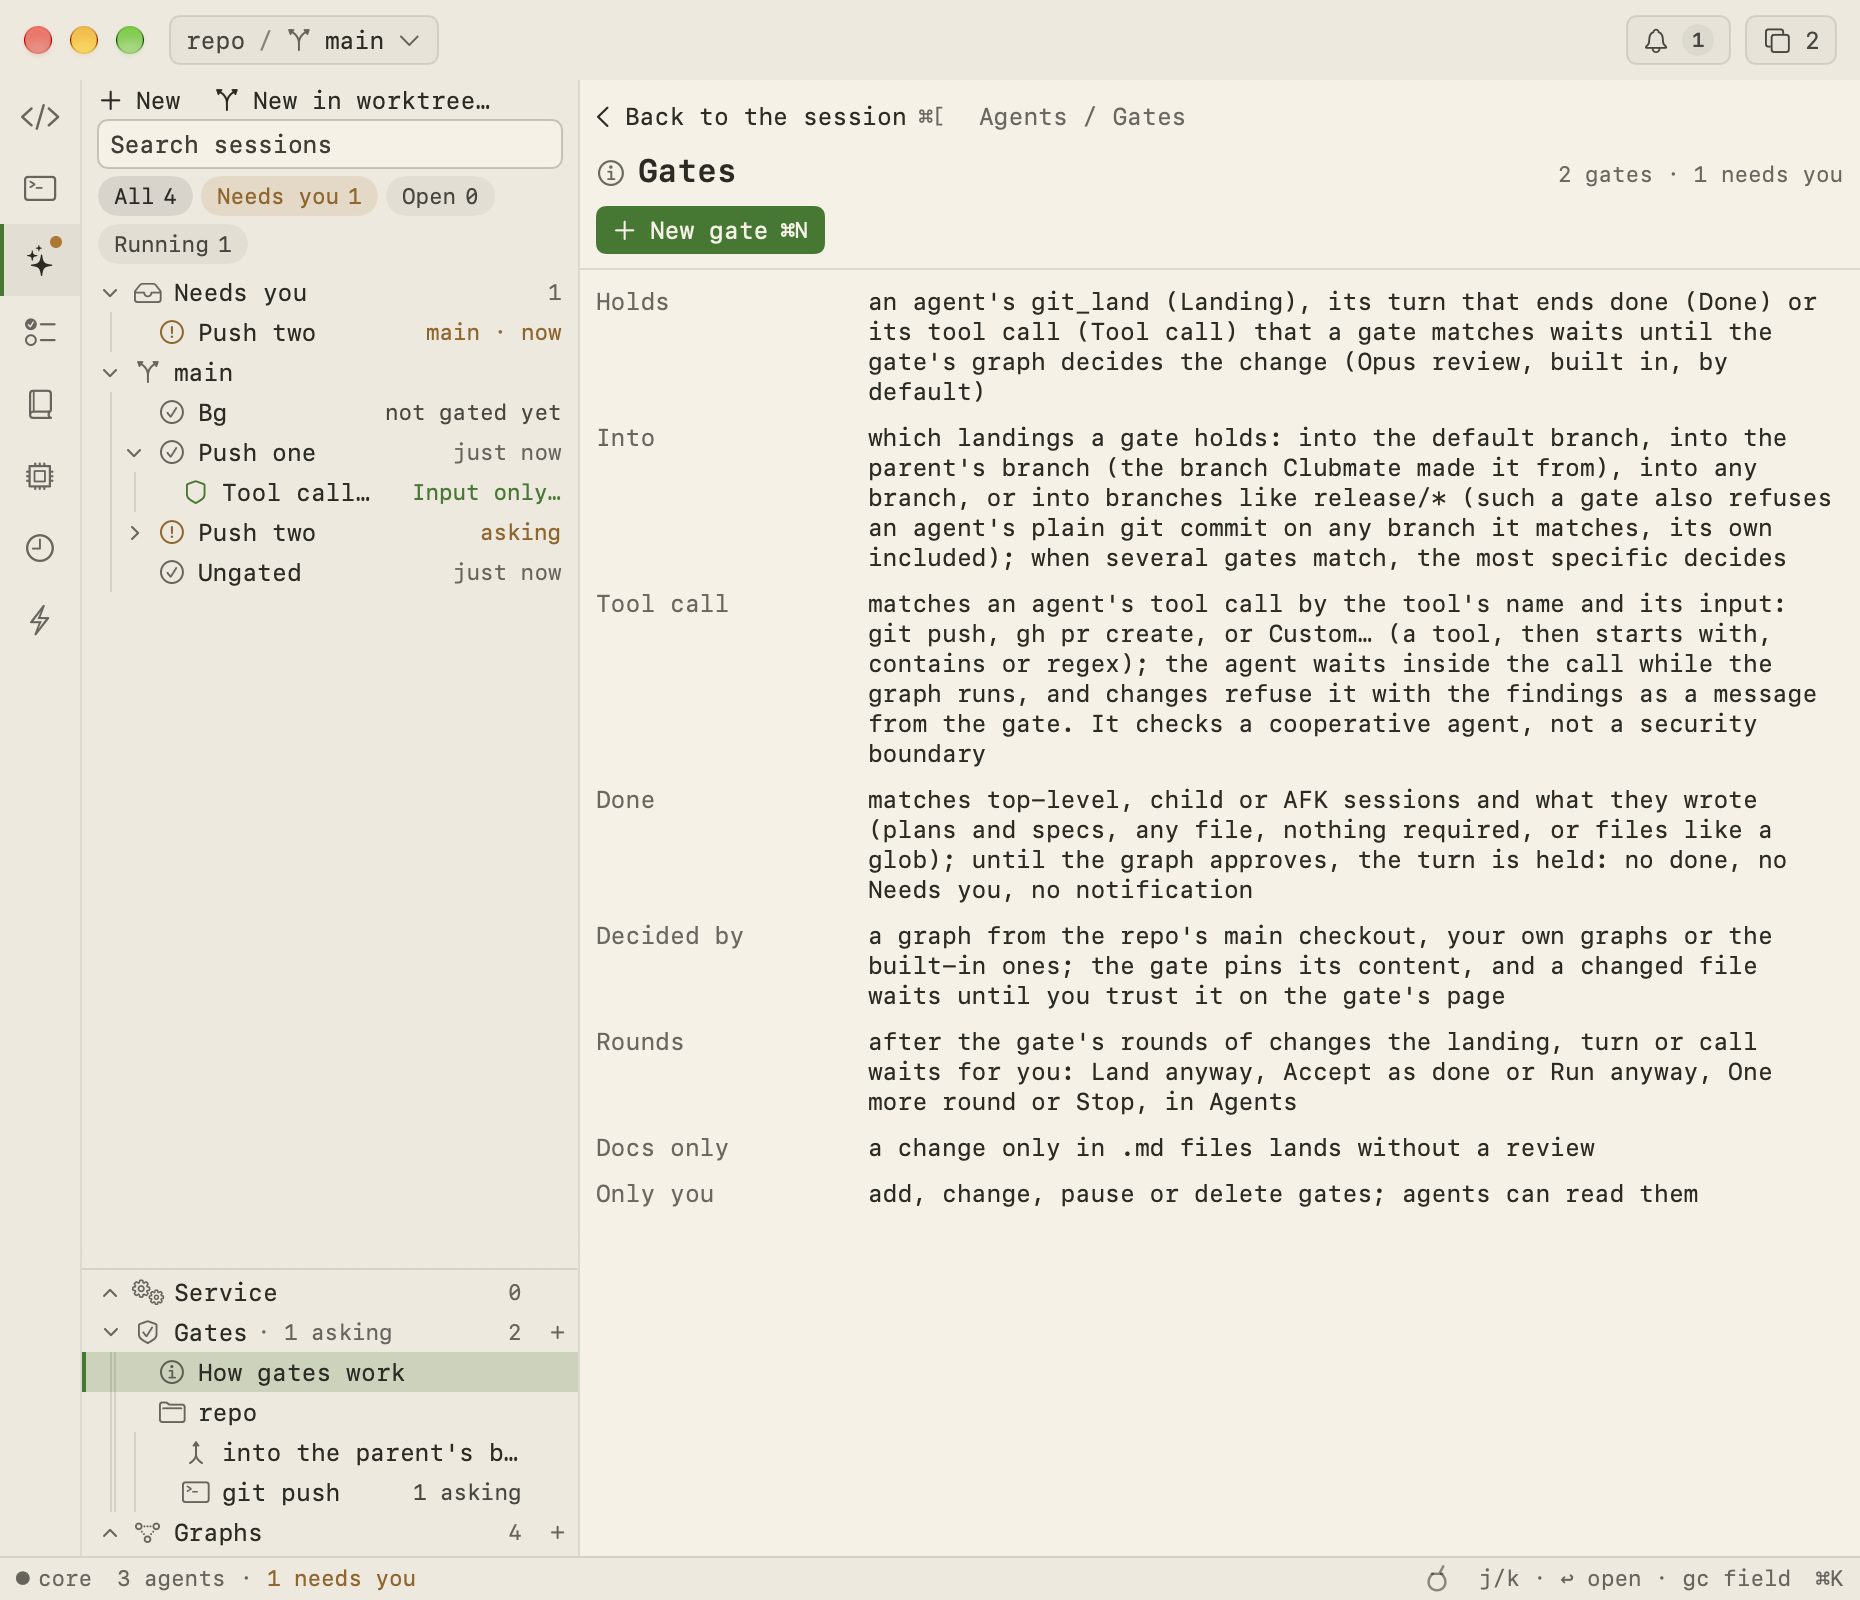 repo / main
1
2
+ New
New in worktree…
Search sessions
All 4
Needs you 1
Open 0
Running 1
Needs you 1
Push two main · now
main
Bg not gated yet
Push one just now
Tool call… Input only…
Push two asking
Ungated just now
Service 0
Gates · 1 asking 2 +
How gates work
repo
into the parent's b…
git push 1 asking
Graphs 4 +
Back to the session ⌘[ Agents / Gates
Gates
2 gates · 1 needs you
+ New gate ⌘N
Holds
an agent's git_land (Landing), its turn that ends done (Done) or
its tool call (Tool call) that a gate matches waits until the
gate's graph decides the change (Opus review, built in, by
default)
Into
which landings a gate holds: into the default branch, into the
parent's branch (the branch Clubmate made it from), into any
branch, or into branches like release/* (such a gate also refuses
an agent's plain git commit on any branch it matches, its own
included); when several gates match, the most specific decides
Tool call
matches an agent's tool call by the tool's name and its input:
git push, gh pr create, or Custom… (a tool, then starts with,
contains or regex); the agent waits inside the call while the
graph runs, and changes refuse it with the findings as a message
from the gate. It checks a cooperative agent, not a security
boundary
Done
matches top-level, child or AFK sessions and what they wrote
(plans and specs, any file, nothing required, or files like a
glob); until the graph approves, the turn is held: no done, no
Needs you, no notification
Decided by
a graph from the repo's main checkout, your own graphs or the
built-in ones; the gate pins its content, and a changed file
waits until you trust it on the gate's page
Rounds
after the gate's rounds of changes the landing, turn or call
waits for you: Land anyway, Accept as done or Run anyway, One
more round or Stop, in Agents
Docs only
a change only in .md files lands without a review
Only you
add, change, pause or delete gates; agents can read them
core 3 agents · 1 needs you
j/k · ↩ open · gc field ⌘K